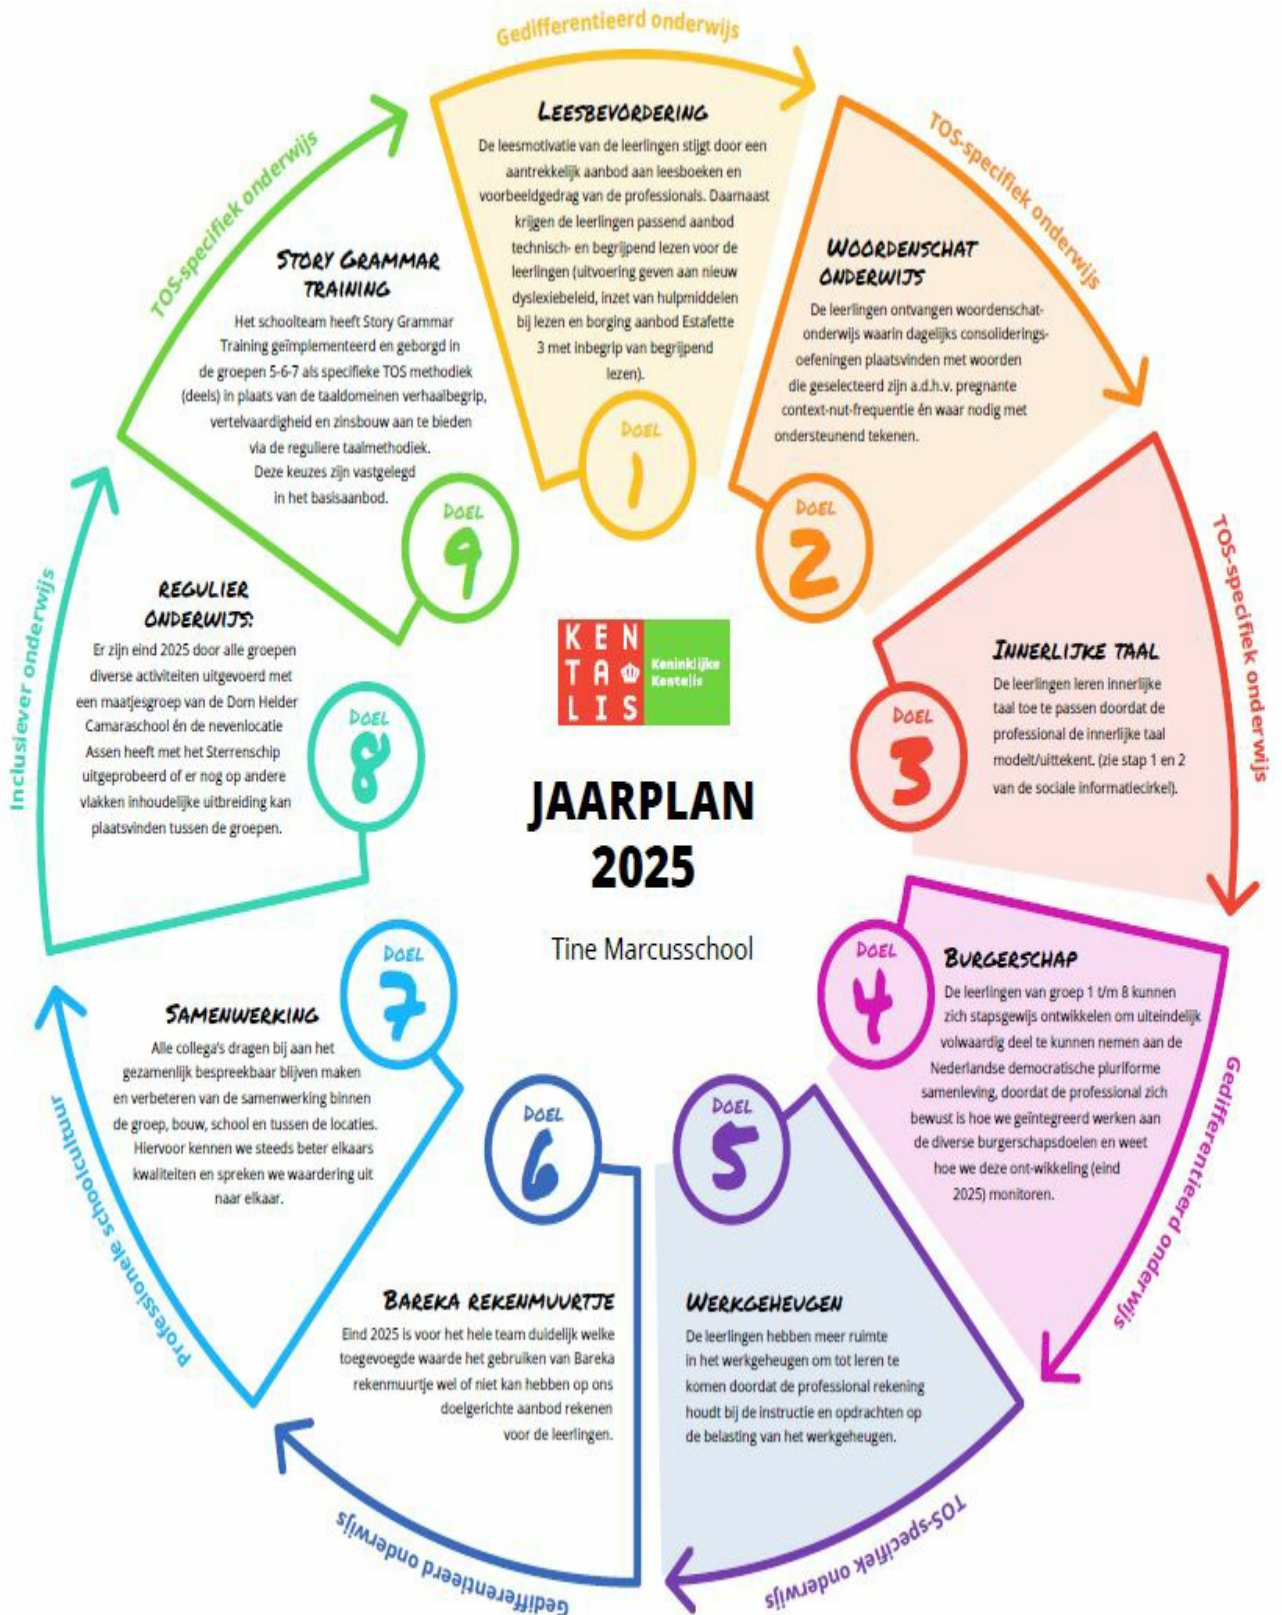 Gedifferentieerd onderwijs
LEESBEVORDERING
De leesmotivatie van de leerlingen stijgt door een
aantrekkelijk aanbod aan leesboeken en
voorbeeldgedrag van de professionals. Daarnaast
krijgen de leerlingen passend aanbod
technisch- en begrijpend lezen voor de
leerlingen (uitvoering geven aan nieuw
dyslexiebeleid, inzet van hulpmiddelen
bij lezen en borging aanbod Estafette
3 met inbegrip van begrijpend
lezen).
DOEL
1
TOS-specifiek onderwijs
WOORDENSCHAT
ONDERWIJS
De leerlingen ontvangen woordenschat-
onderwijs waarin dagelijks consoliderings-
oefeningen plaatsvinden met woorden
die geselecteerd zijn a.d.h.v. pregnante
context-nut-frequentie én waar nodig met
ondersteunend tekenen.
DOEL
2
TOS-specifiek onderwijs
INNERLIJKE TAAL
De leerlingen leren innerlijke
taal toe te passen doordat de
professional de innerlijke taal
modelt/uittekent. (zie stap 1 en 2
van de sociale informatiecirkel).
DOEL
3
Gedifferentieerd onderwijs
BURGERSCHAP
De leerlingen van groep 1 t/m 8 kunnen
zich stapsgewijs ontwikkelen om uiteindelijk
volwaardig deel te kunnen nemen aan de
Nederlandse democratische pluriforme
samenleving, doordat de professional zich
bewust is hoe we geïntegreerd werken aan
de diverse burgerschapsdoelen en weet
hoe we deze ont-wikkeling (eind
2025) monitoren.
DOEL
4
TOS-specifiek onderwijs
WERKGEHEUGEN
De leerlingen hebben meer ruimte
in het werkgeheugen om tot leren te
komen doordat de professional rekening
houdt bij de instructie en opdrachten op
de belasting van het werkgeheugen.
DOEL
5
Gedifferentieerd onderwijs
BAREKA REKENMUURTJE
Eind 2025 is voor het hele team duidelijk welke
toegevoegde waarde het gebruiken van Bareka
rekenmuurtje wel of niet kan hebben op ons
doelgerichte aanbod rekenen
voor de leerlingen.
DOEL
6
Professionele schoolcultuur
SAMENWERKING
Alle collega's dragen bij aan het
gezamenlijk bespreekbaar blijven maken
en verbeteren van de samenwerking binnen
de groep, bouw, school en tussen de locaties.
Hiervoor kennen we steeds beter elkaars
kwaliteiten en spreken we waardering uit
naar elkaar.
DOEL
7
Inclusiever onderwijs
REGULIER
ONDERWIJS:
Er zijn eind 2025 door alle groepen
diverse activiteiten uitgevoerd met
een maatjesgroep van de Dom Helder
Camaraschool én de nevenlocatie
Assen heeft met het Sterrenschip
uitgeprobeerd of er nog op andere
vlakken inhoudelijke uitbreiding kan
plaatsvinden tussen de groepen.
DOEL
8
TOS-specifiek onderwijs
STORY GRAMMAR
TRAINING
Het schoolteam heeft Story Grammar
Training geïmplementeerd en geborgd in
de groepen 5-6-7 als specifieke TOS methodiek
(deels) in plaats van de taaldomeinen verhaalbegrip,
vertelvaardigheid en zinsbouw aan te bieden
via de reguliere taalmethodiek.
Deze keuzes zijn vastgelegd
in het basisaanbod.
DOEL
9
KEN
TA
LIS
Koninklijke
Kentalis
JAARPLAN
2025
Tine Marcusschool